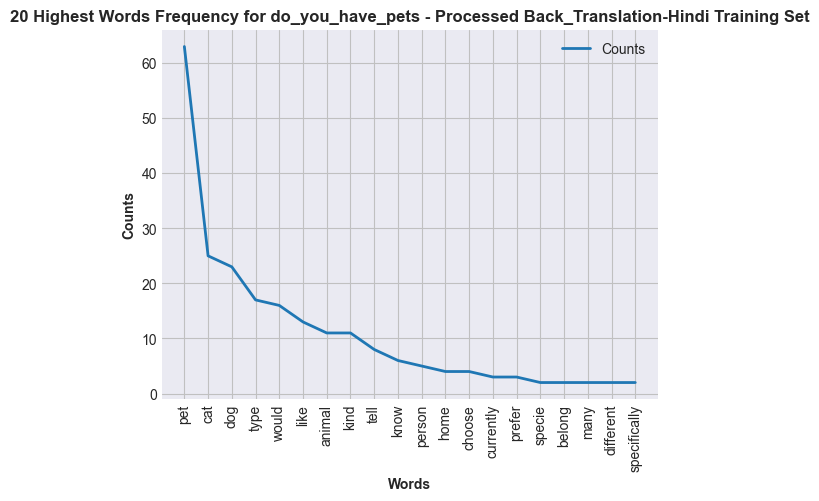 20 Highest Words Frequency for do_you_have_pets - Processed Back_Translation-Hindi Training Set
Counts
60
50
40
30
20
10
0
Counts
pet
cat
dog
type
would
like
animal
kind
tell
know
person
home
choose
currently
prefer
specie
belong
many
different
specifically
Words